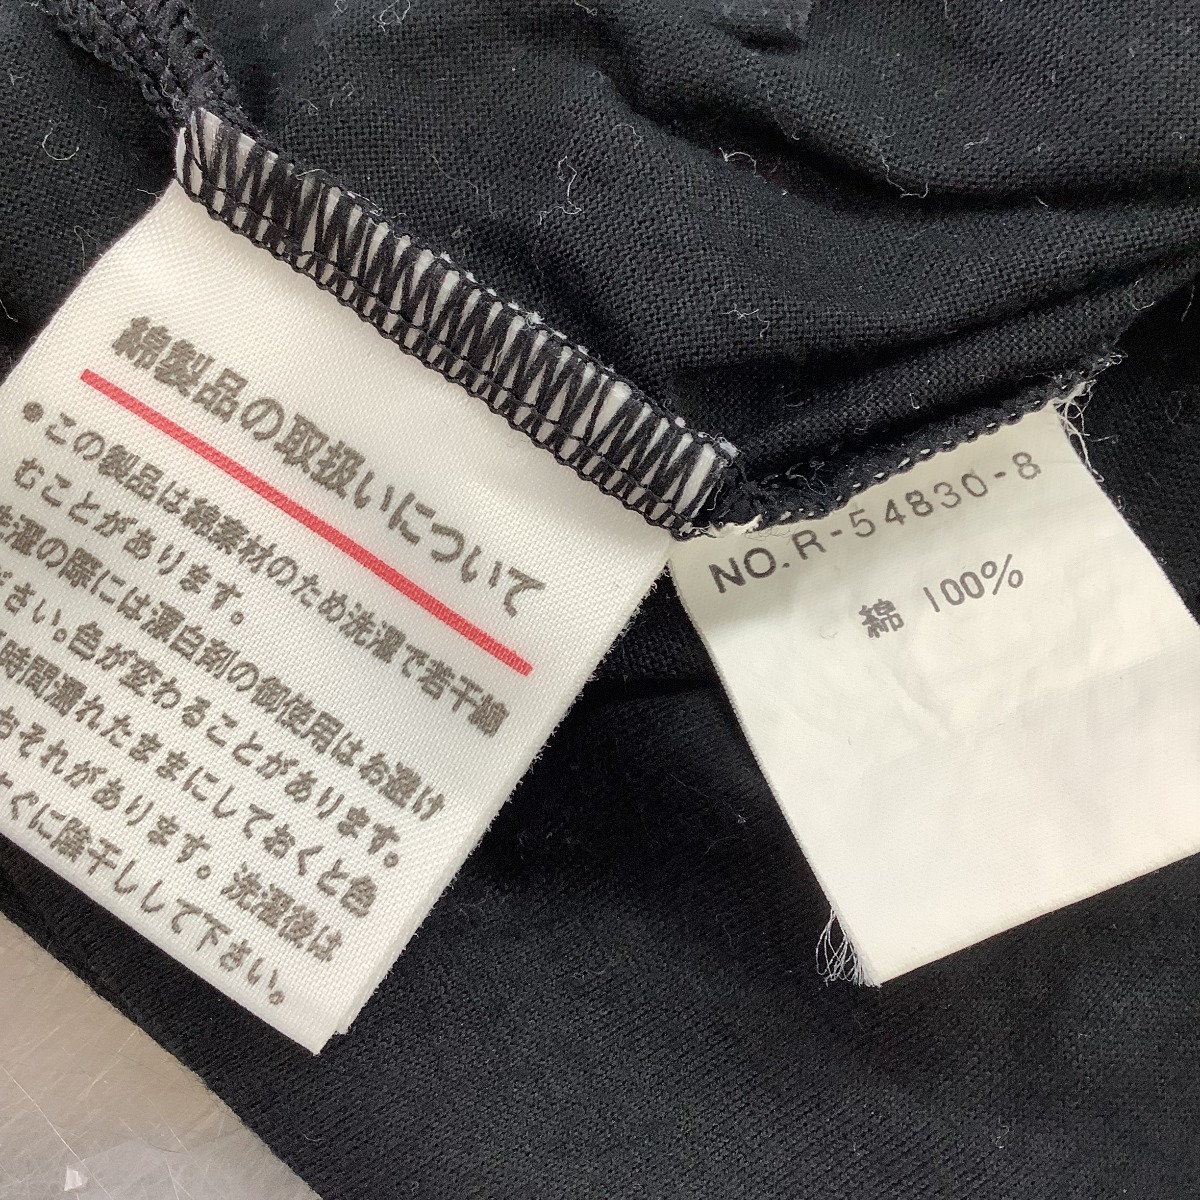 綿製品の取扱いについて
●この製品は綿素材のため洗濯で若干縮
むことがあります。
洗濯の際には漂白剤の御使用はお避け
ださい。色が変わることがあります。
時間濡れたままにしておくと色
おそれがあります。洗濯後は
すぐに陰干しして下さい。
NO.R-54830-8
綿 100%